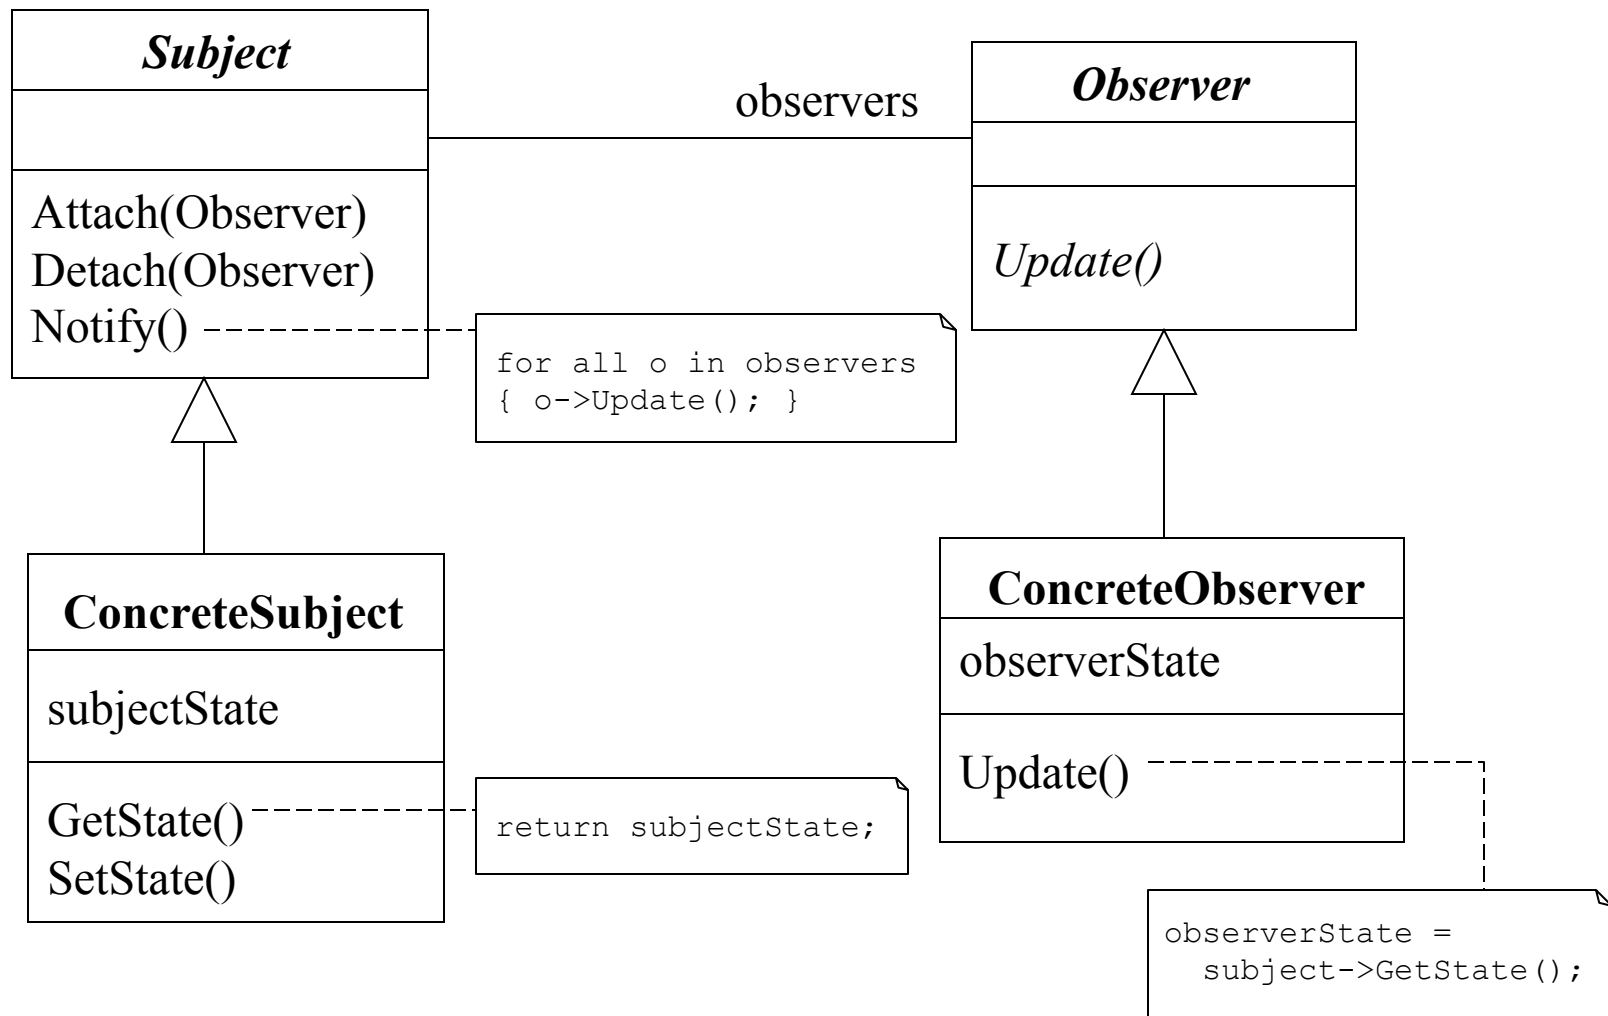 Subject
Attach(Observer)
Detach(Observer)
Notify()
observers
Observer
Update()
for all o in observers
{ o->Update(); }
ConcreteSubject
subjectState
GetState()
SetState()
return subjectState;
ConcreteObserver
observerState
Update()
observerState =
subject->GetState();